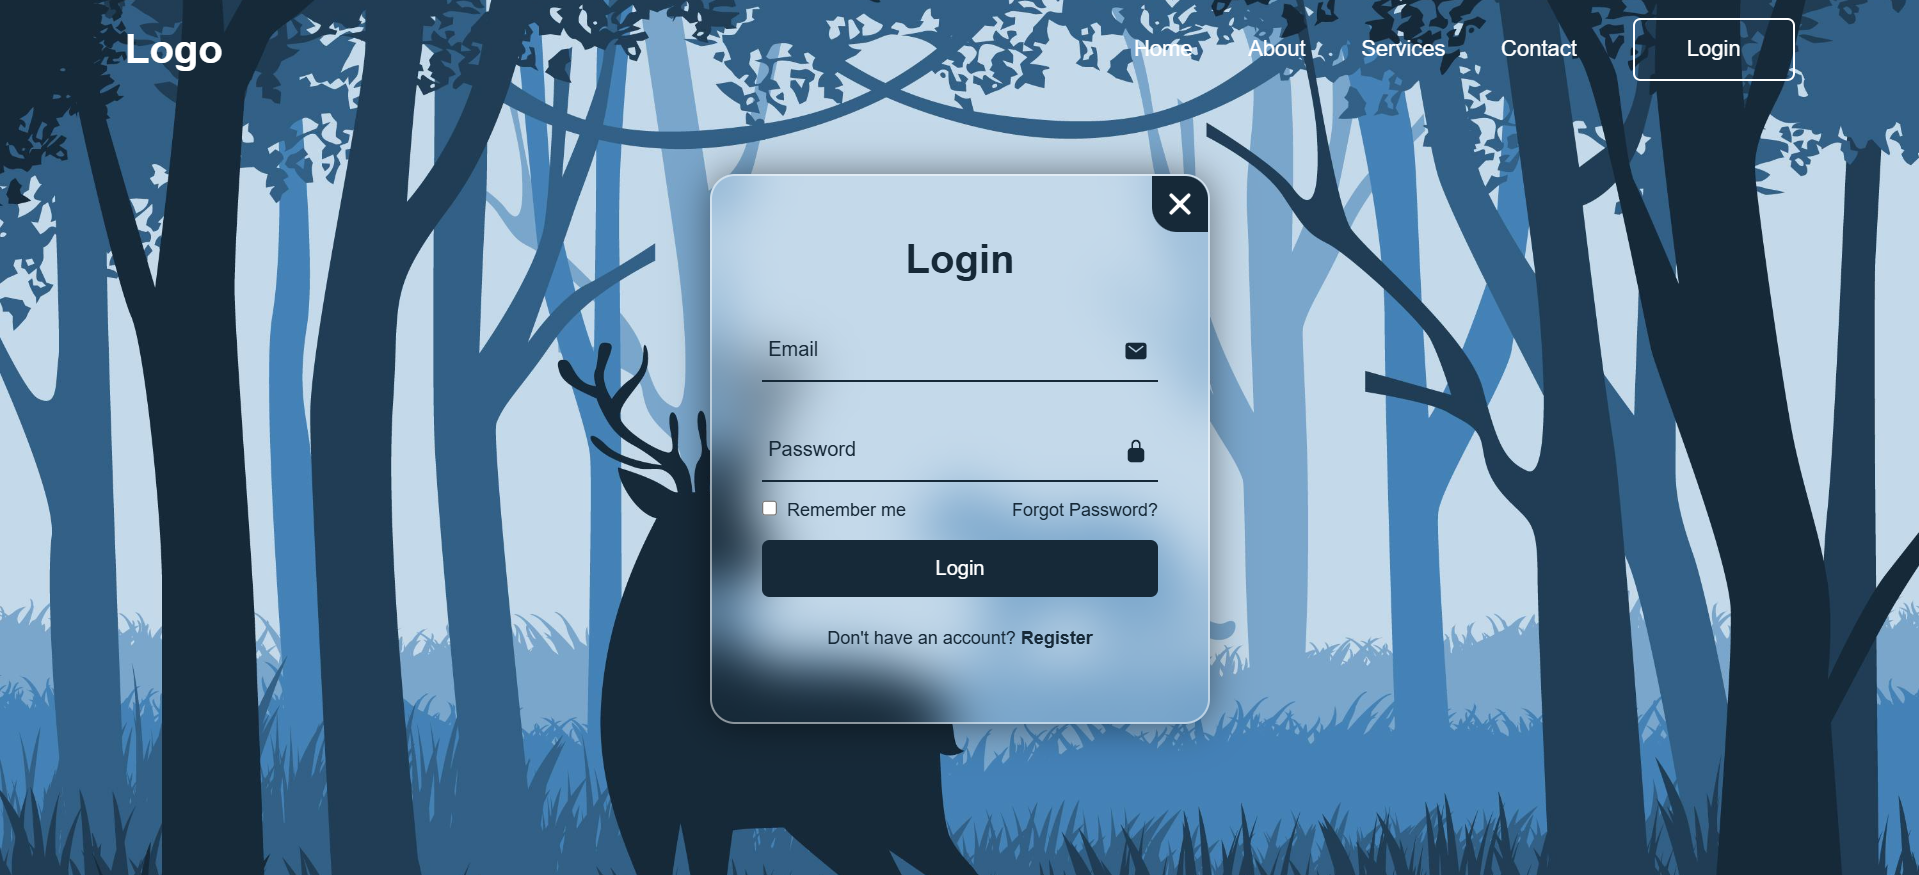 Logo
Home About Services Contact Login
Login
Email
Password
Remember me Forgot Password?
Login
Don't have an account? Register